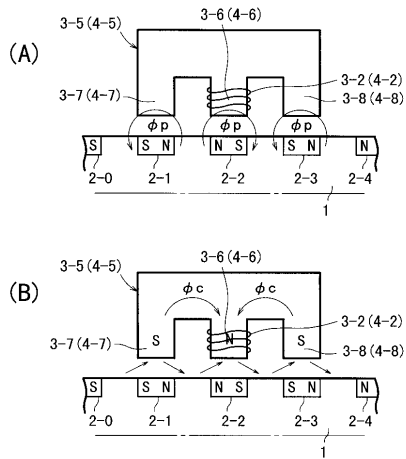 3-6(4-6)
3-5(4-5)
(A)
3-2(4-2)
3-7(4-7)
3-8(4-8)
φp φp φp
S S N N S S N N
2-0 2-1 2-2 2-3 2-4
1
3-6(4-6)
3-5(4-5)
φc φc
(B)
3-2(4-2)
S N S
3-7(4-7)
3-8(4-8)
S S N N S S N N
2-0 2-1 2-2 2-3 2-4
1